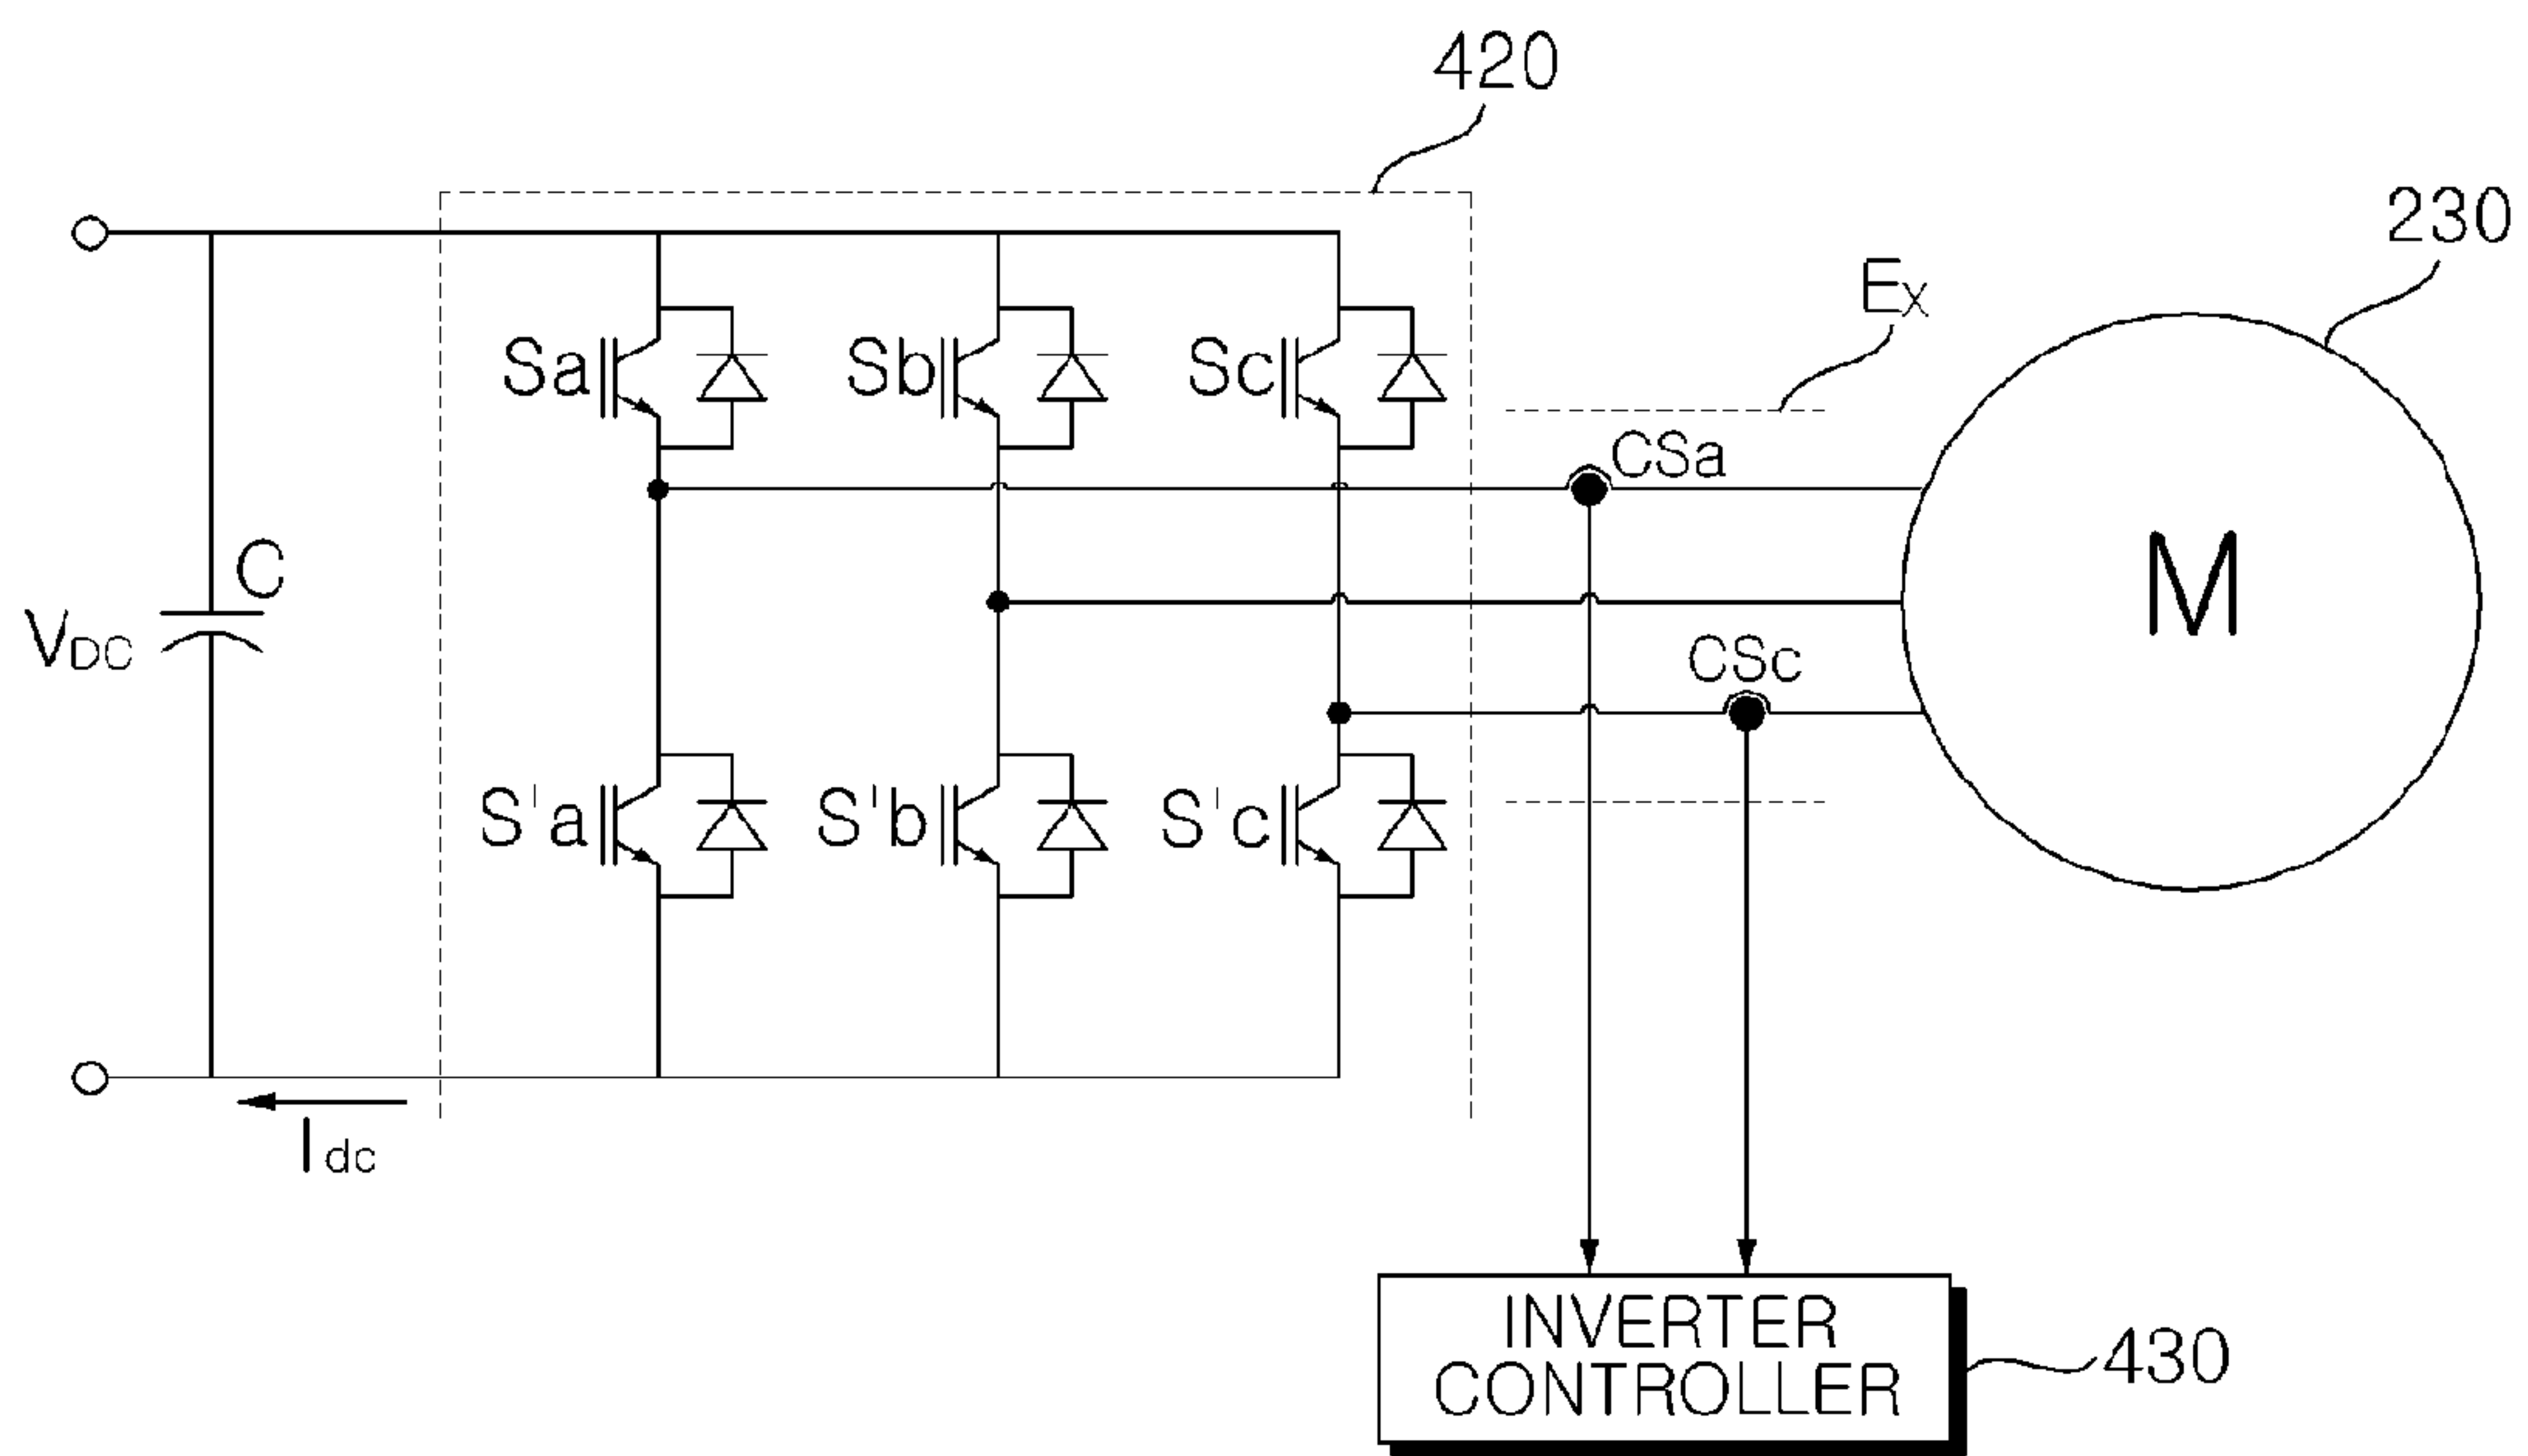 420
230
Ex
Sa
Sb
Sc
CSa
C
VDC
M
CSc
S'a
S'b
S'c
Idc
INVERTER
CONTROLLER
430